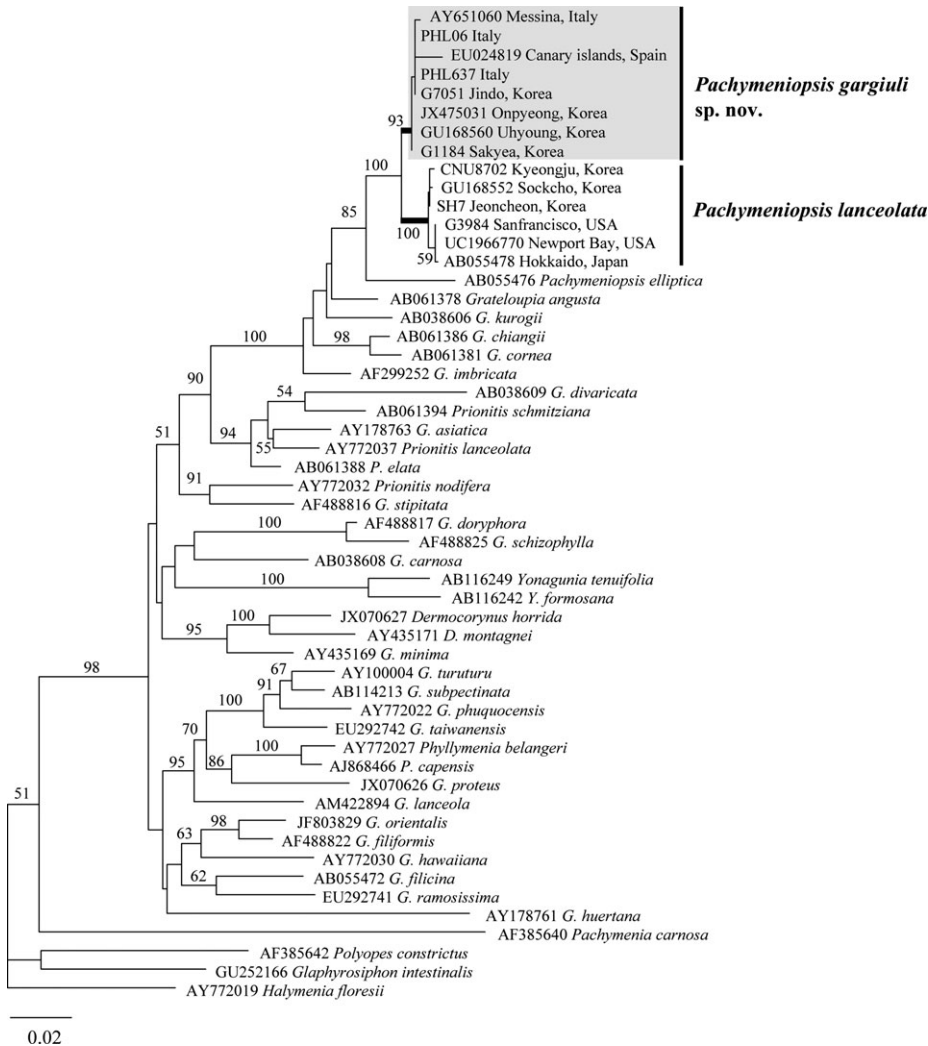 AY651060 Messina, Italy
PHL06 Italy
EU024819 Canary islands, Spain
PHL637 Italy
G7051 Jindo, Korea
JX475031 Onpyeong, Korea
GU168560 Uhyoung, Korea
G1184 Sakyea, Korea
Pachymeniopsis gargiuli
sp. nov.
93
100
CNU8702 Kyeongju, Korea
GU168552 Sockcho, Korea
SH7 Jeoncheon, Korea
G3984 Sanfrancisco, USA
UC1966770 Newport Bay, USA
AB055478 Hokkaido, Japan
Pachymeniopsis lanceolata
100
59
85
AB055476 Pachymeniopsis elliptica
AB061378 Grateloupia angusta
AB038606 G. kurogii
100
98
AB061386 G. chiangii
AB061381 G. cornea
AF299252 G. imbricata
90
54
AB038609 G. divaricata
AB061394 Prionitis schmitziana
51
94
55
AY178763 G. asiatica
AY772037 Prionitis lanceolata
AB061388 P. elata
91
AY772032 Prionitis nodifera
AF488816 G. stipitata
100
AF488817 G. doryphora
AF488825 G. schizophylla
AB038608 G. carnosa
100
AB116249 Yonagunia tenuifolia
AB116242 Y. formosana
100
JX070627 Dermocorynus horrida
95
AY435171 D. montagnei
AY435169 G. minima
98
67
AY100004 G. turuturu
91
AB114213 G. subpectinata
100
AY772022 G. phuquocensis
EU292742 G. taiwanensis
70
100
AY772027 Phyllymenia belangeri
95
86
AJ868466 P. capensis
JX070626 G. proteus
51
AM422894 G. lanceola
98
JF803829 G. orientalis
63
AF488822 G. filiformis
AY772030 G. hawaiiana
62
AB055472 G. filicina
EU292741 G. ramosissima
AY178761 G. huertana
AF385640 Pachymenia carnosa
AF385642 Polyopes constrictus
GU252166 Glaphyrosiphon intestinalis
AY772019 Halymenia floresii
0.02